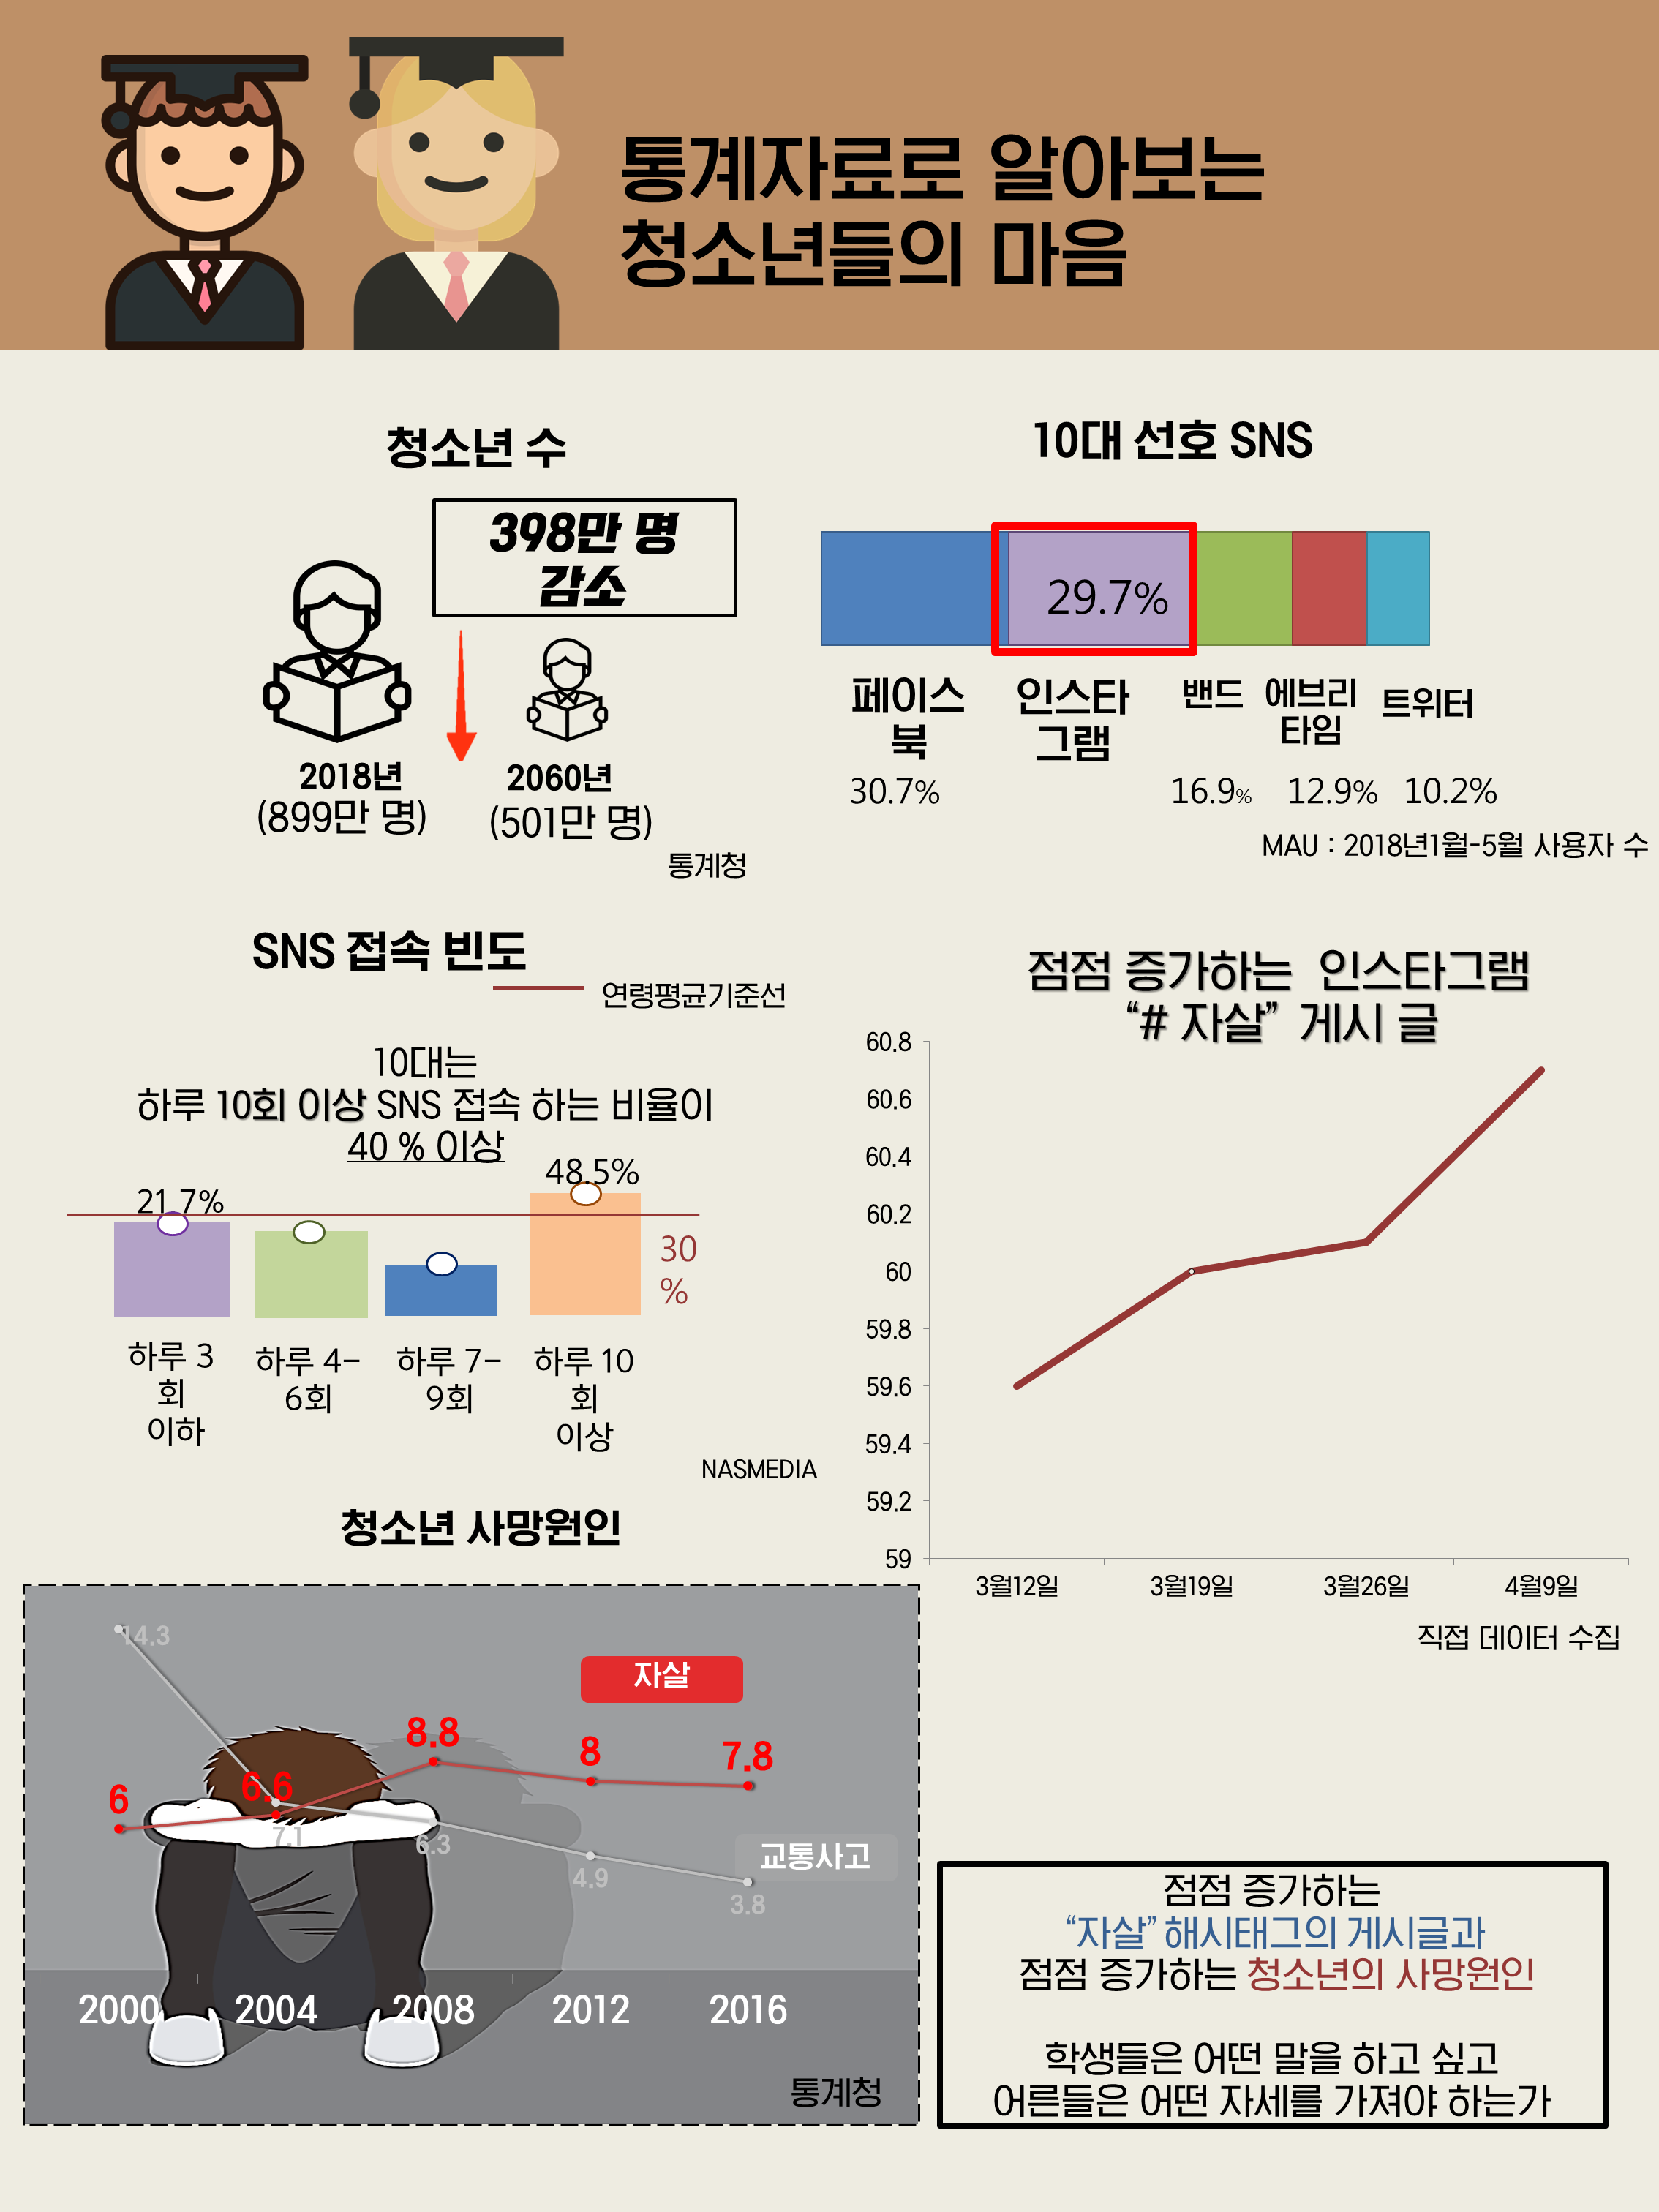 통계자료로 알아보는
청소년들의 마음
청소년 수
398만 명
감소
2018년
(899만 명)
2060년
(501만 명)
통계청
10대 선호 SNS
29.7%
페이스
북
인스타
그램
밴드
에브리
타임
트위터
30.7%
16.9%
12.9%
10.2%
MAU : 2018년1월-5월 사용자 수
SNS 접속 빈도
연령평균기준선
10대는
하루 10회 이상 SNS 접속 하는 비율이
40 % 이상
21.7%
48.5%
30
%
하루 3
회
이하
하루 4-
6회
하루 7-
9회
하루 10
회
이상
NASMEDIA
점점 증가하는 인스타그램
“# 자살” 게시 글
60.8
60.6
60.4
60.2
60
59.8
59.6
59.4
59.2
59
3월12일
3월19일
3월26일
4월9일
직접 데이터 수집
청소년 사망원인
14.3
자살
6
6.6
8.8
8
7.8
7.1
6.3
4.9
3.8
교통사고
2000
2004
2008
2012
2016
통계청
점점 증가하는
“자살” 해시태그의 게시글과
점점 증가하는 청소년의 사망원인
학생들은 어떤 말을 하고 싶고
어른들은 어떤 자세를 가져야 하는가